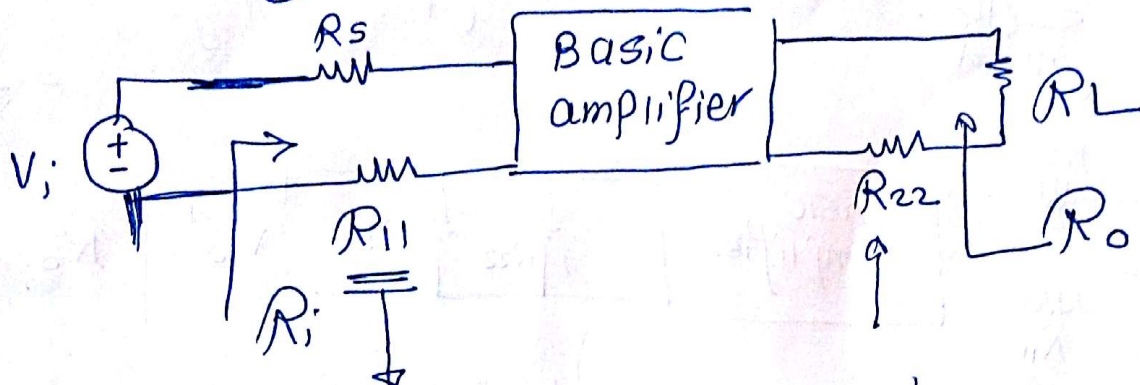 Rs
Basic
amplifier
+
-
Vi
RL
R22
R11
Ro
Ri